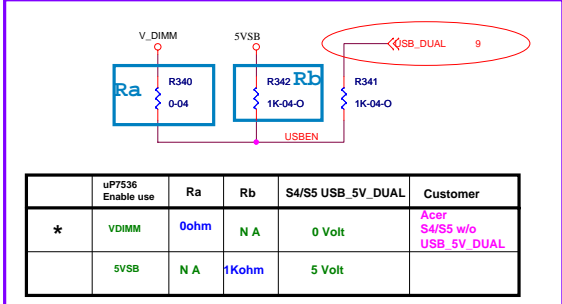 V_DIMM
5VSB
USB_DUAL 9
Ra
R340
0-04
R342
Rb
1K-04-O
R341
1K-04-O
USBEN
uP7536 Enable use Ra Rb S4/S5 USB_5V_DUAL Customer
* VDIMM 0ohm N A 0 Volt Acer
S4/S5 w/o
USB_5V_DUAL
5VSB N A 1Kohm 5 Volt